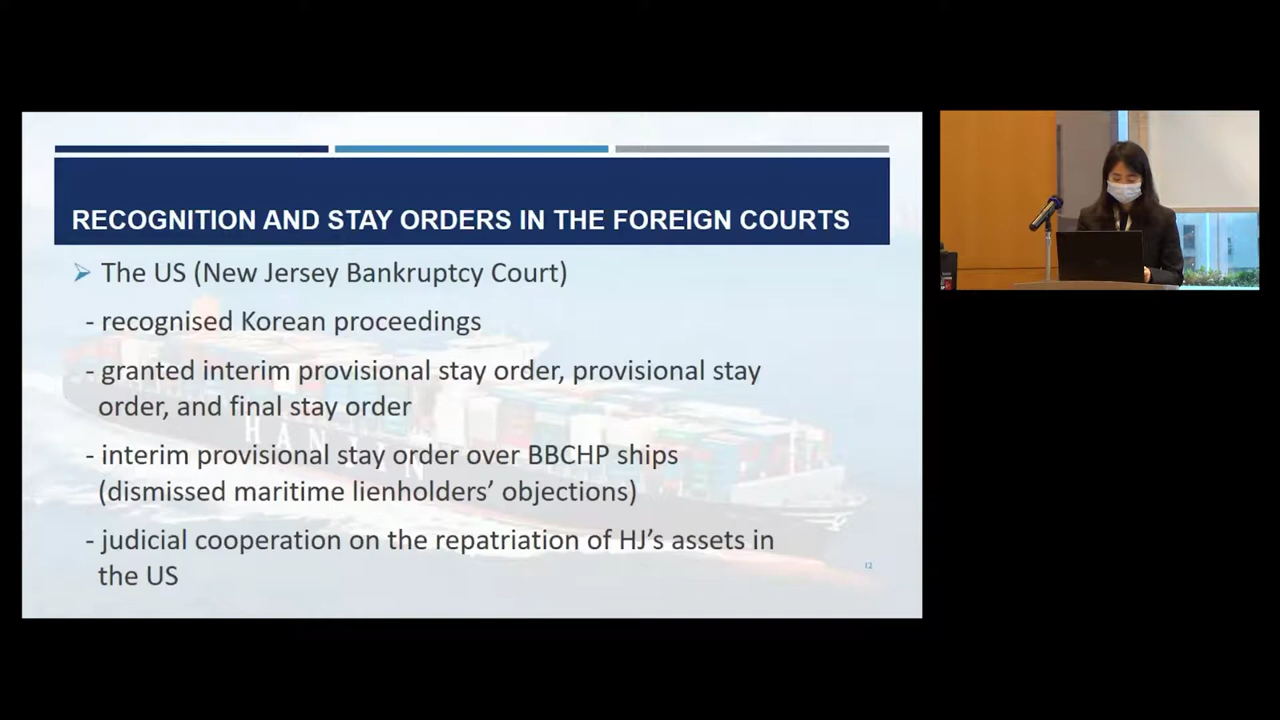 RECOGNITION AND STAY ORDERS IN THE FOREIGN COURTS
The US (New Jersey Bankruptcy Court)
- recognised Korean proceedings
- granted interim provisional stay order, provisional stay
order, and final stay order
- interim provisional stay order over BBCHP ships
(dismissed maritime lienholders’ objections)
- judicial cooperation on the repatriation of HJ’s assets in
the US
12
HANJIN